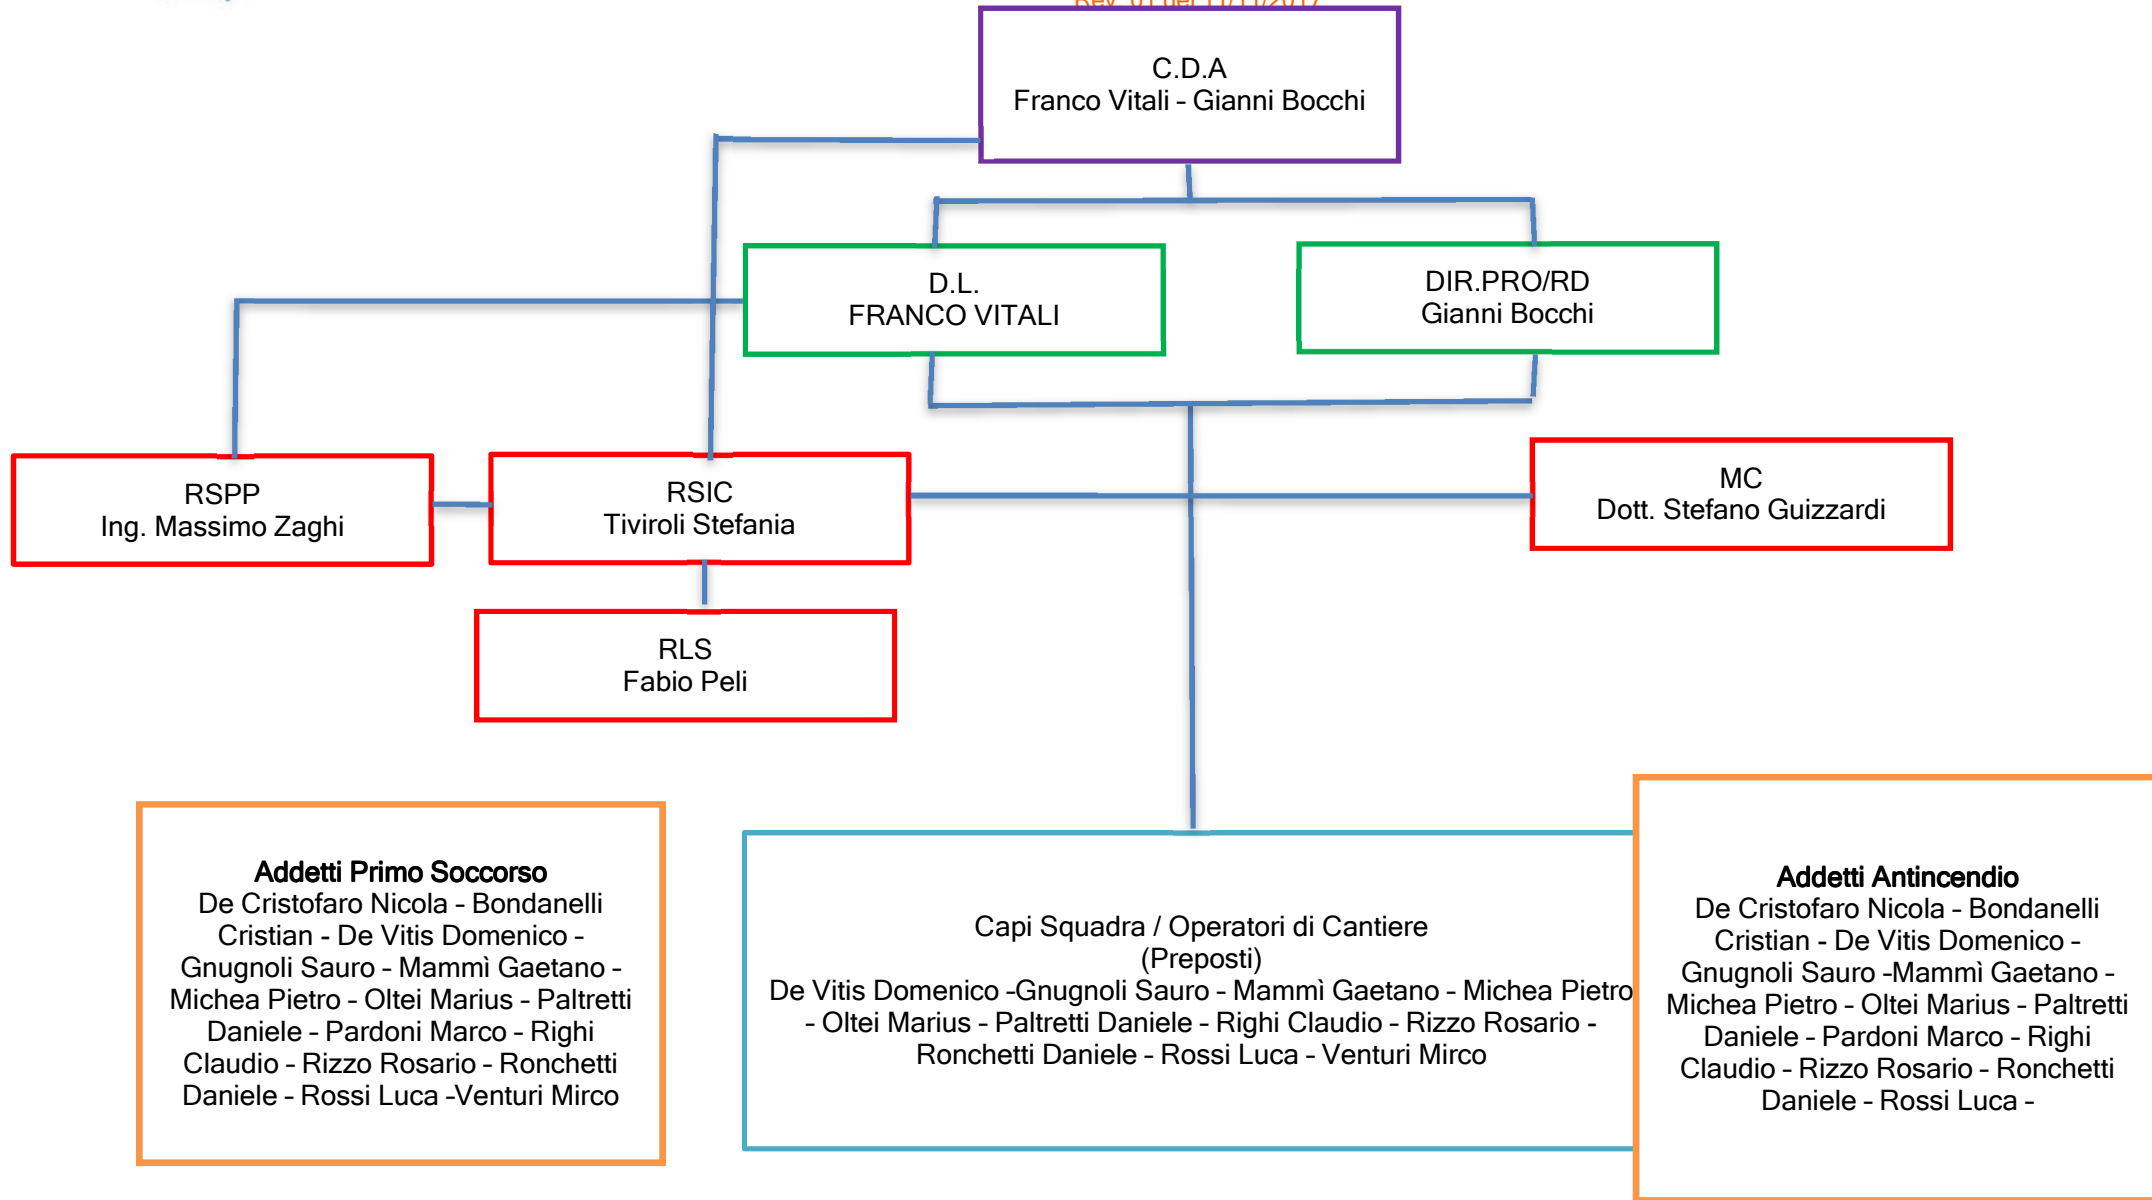 Rev. 01 del 11/11/2017
C.D.A
Franco Vitali - Gianni Bocchi
D.L.
FRANCO VITALI
DIR.PRO/RD
Gianni Bocchi
RSPP
Ing. Massimo Zaghi
RSIC
Tiviroli Stefania
MC
Dott. Stefano Guizzardi
RLS
Fabio Peli
Addetti Primo Soccorso
De Cristofaro Nicola - Bondanelli
Cristian - De Vitis Domenico -
Gnugnoli Sauro - Mammì Gaetano -
Michea Pietro - Oltei Marius - Paltretti
Daniele - Pardoni Marco - Righi
Claudio - Rizzo Rosario - Ronchetti
Daniele - Rossi Luca -Venturi Mirco
Capi Squadra / Operatori di Cantiere
(Preposti)
De Vitis Domenico -Gnugnoli Sauro - Mammì Gaetano - Michea Pietro
- Oltei Marius - Paltretti Daniele - Righi Claudio - Rizzo Rosario -
Ronchetti Daniele - Rossi Luca - Venturi Mirco
Addetti Antincendio
De Cristofaro Nicola - Bondanelli
Cristian - De Vitis Domenico -
Gnugnoli Sauro -Mammì Gaetano -
Michea Pietro - Oltei Marius - Paltretti
Daniele - Pardoni Marco - Righi
Claudio - Rizzo Rosario - Ronchetti
Daniele - Rossi Luca -